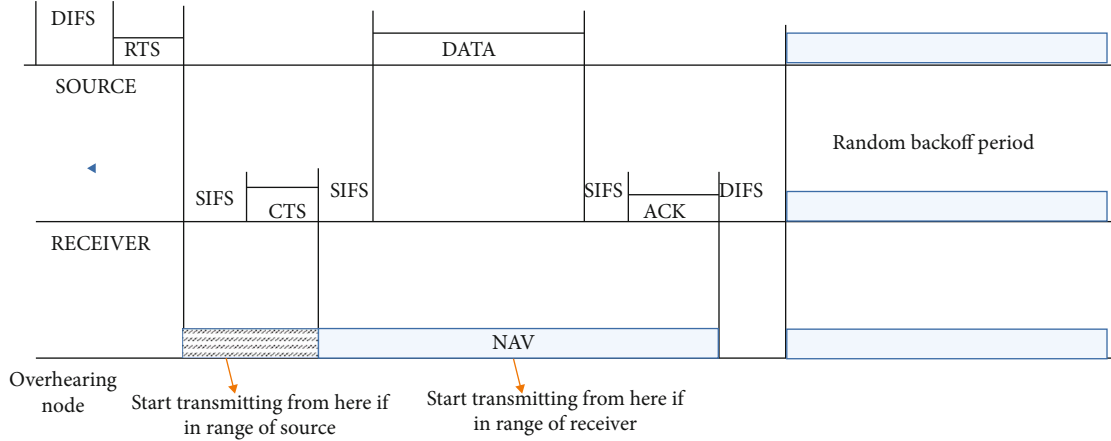 DIFS
RTS
DATA
SOURCE
Random backoff period
SIFS
CTS
SIFS
SIFS
ACK
DIFS
RECEIVER
NAV
Overhearing
node
Start transmitting from here if
in range of source
Start transmitting from here if
in range of receiver